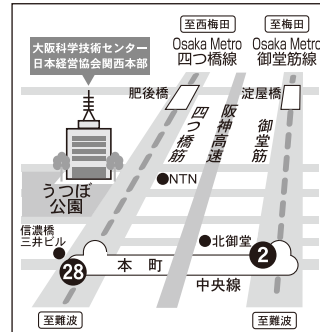 至西梅田
至梅田
大阪科学技術センター
日本経営協会関西本部
Osaka Metro
四つ橋線
Osaka Metro
御堂筋線
肥後橋
淀屋橋
四つ橋筋
阪神高速
御堂筋
うつぼ
公園
NTN
信濃橋
三井ビル
北御堂
28
本町
2
中央線
至難波
至難波